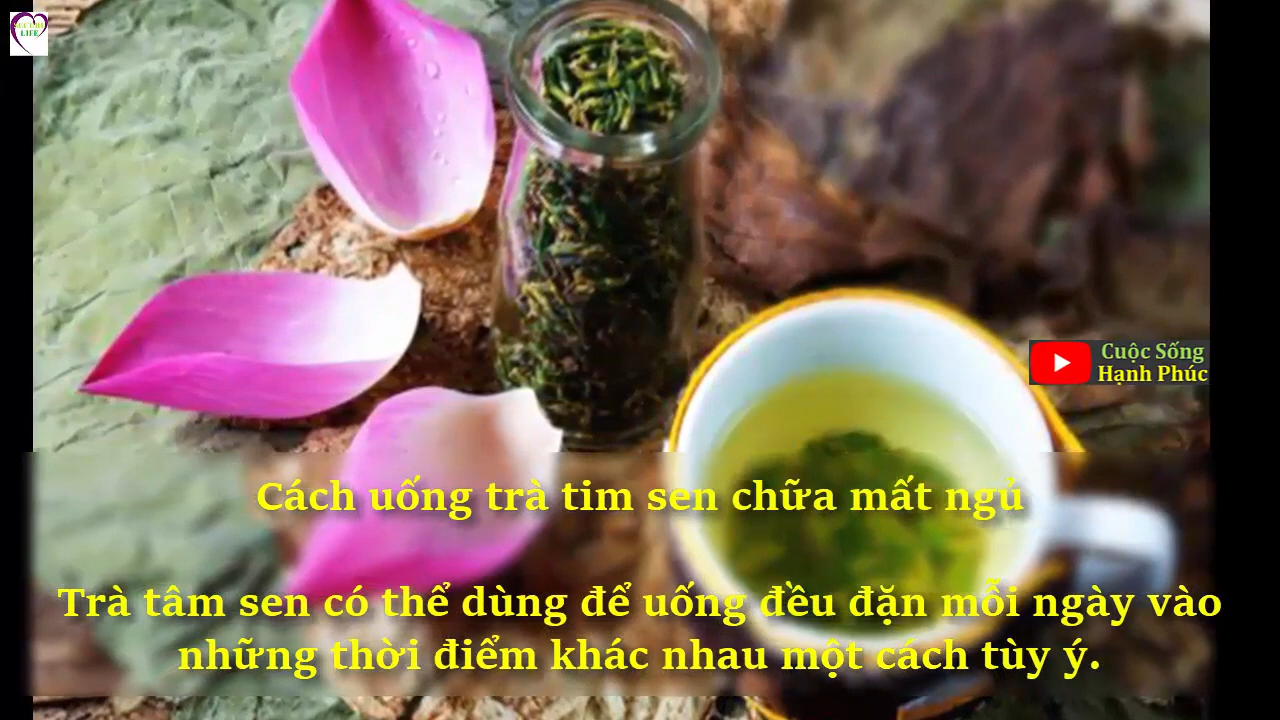 LIFE
Cuộc Sống
Hạnh Phúc
Cách uống trà tim sen chữa mất ngủ
Trà tâm sen có thể dùng để uống đều đặn mỗi ngày vào
những thời điểm khác nhau một cách tùy ý.